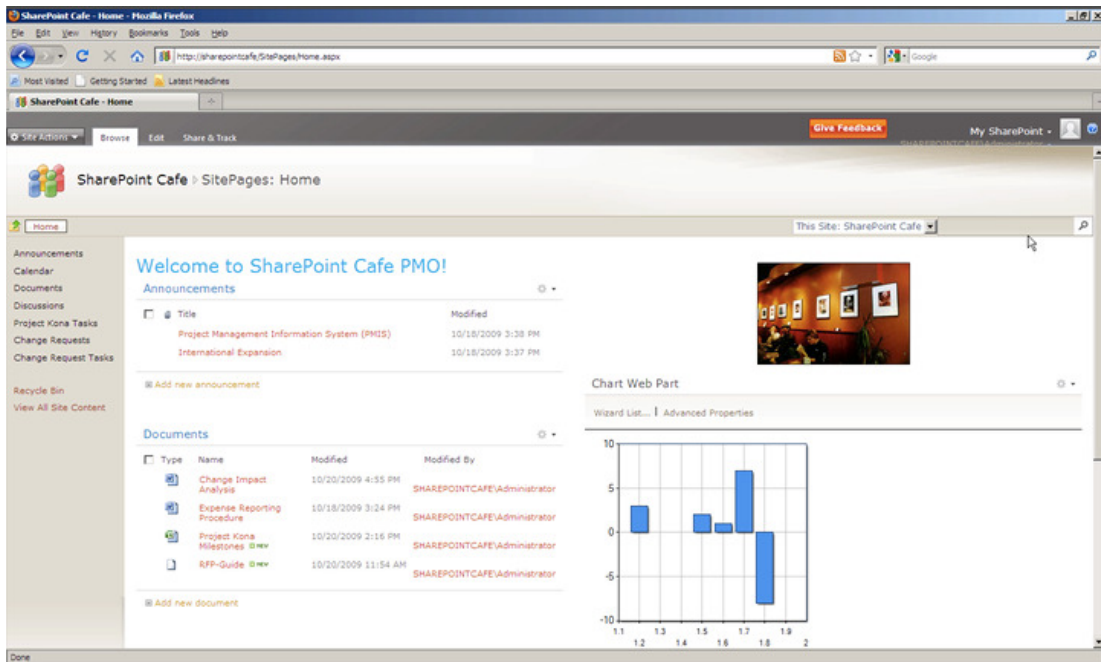 SharePoint Cafe - Home - Mozilla Firefox
File Edit View History Bookmarks Tools Help
http://sharepointcafe/SitePages/Home.aspx
Google
Most Visited Getting Started Latest Headlines
SharePoint Cafe - Home
Site Actions Browse Edit Share & Track Give Feedback My SharePoint
SHAREPOINTCAFE\Administrator
SharePoint Cafe SitePages: Home
Home This Site: SharePoint Cafe
Announcements
Calendar
Documents
Discussions
Project Kona Tasks
Change Requests
Change Request Tasks
Recycle Bin
View All Site Content
Welcome to SharePoint Cafe PMO!
Announcements
Title Modified
Project Management Information System (PMIS) 10/18/2009 3:38 PM
International Expansion 10/18/2009 3:37 PM
Add new announcement
Documents
Type Name Modified Modified By
Change Impact Analysis 10/20/2009 4:55 PM SHAREPOINTCAFE\Administrator
Expense Reporting Procedure 10/18/2009 3:24 PM SHAREPOINTCAFE\Administrator
Project Kona Milestones NEW 10/20/2009 2:16 PM SHAREPOINTCAFE\Administrator
RFP-Guide NEW 10/20/2009 11:54 AM SHAREPOINTCAFE\Administrator
Add new document
Chart Web Part
Wizard List... | Advanced Properties
10
5
0
-5
-10
1.1 1.3 1.5 1.7 1.9
1.2 1.4 1.6 1.8 2
Done